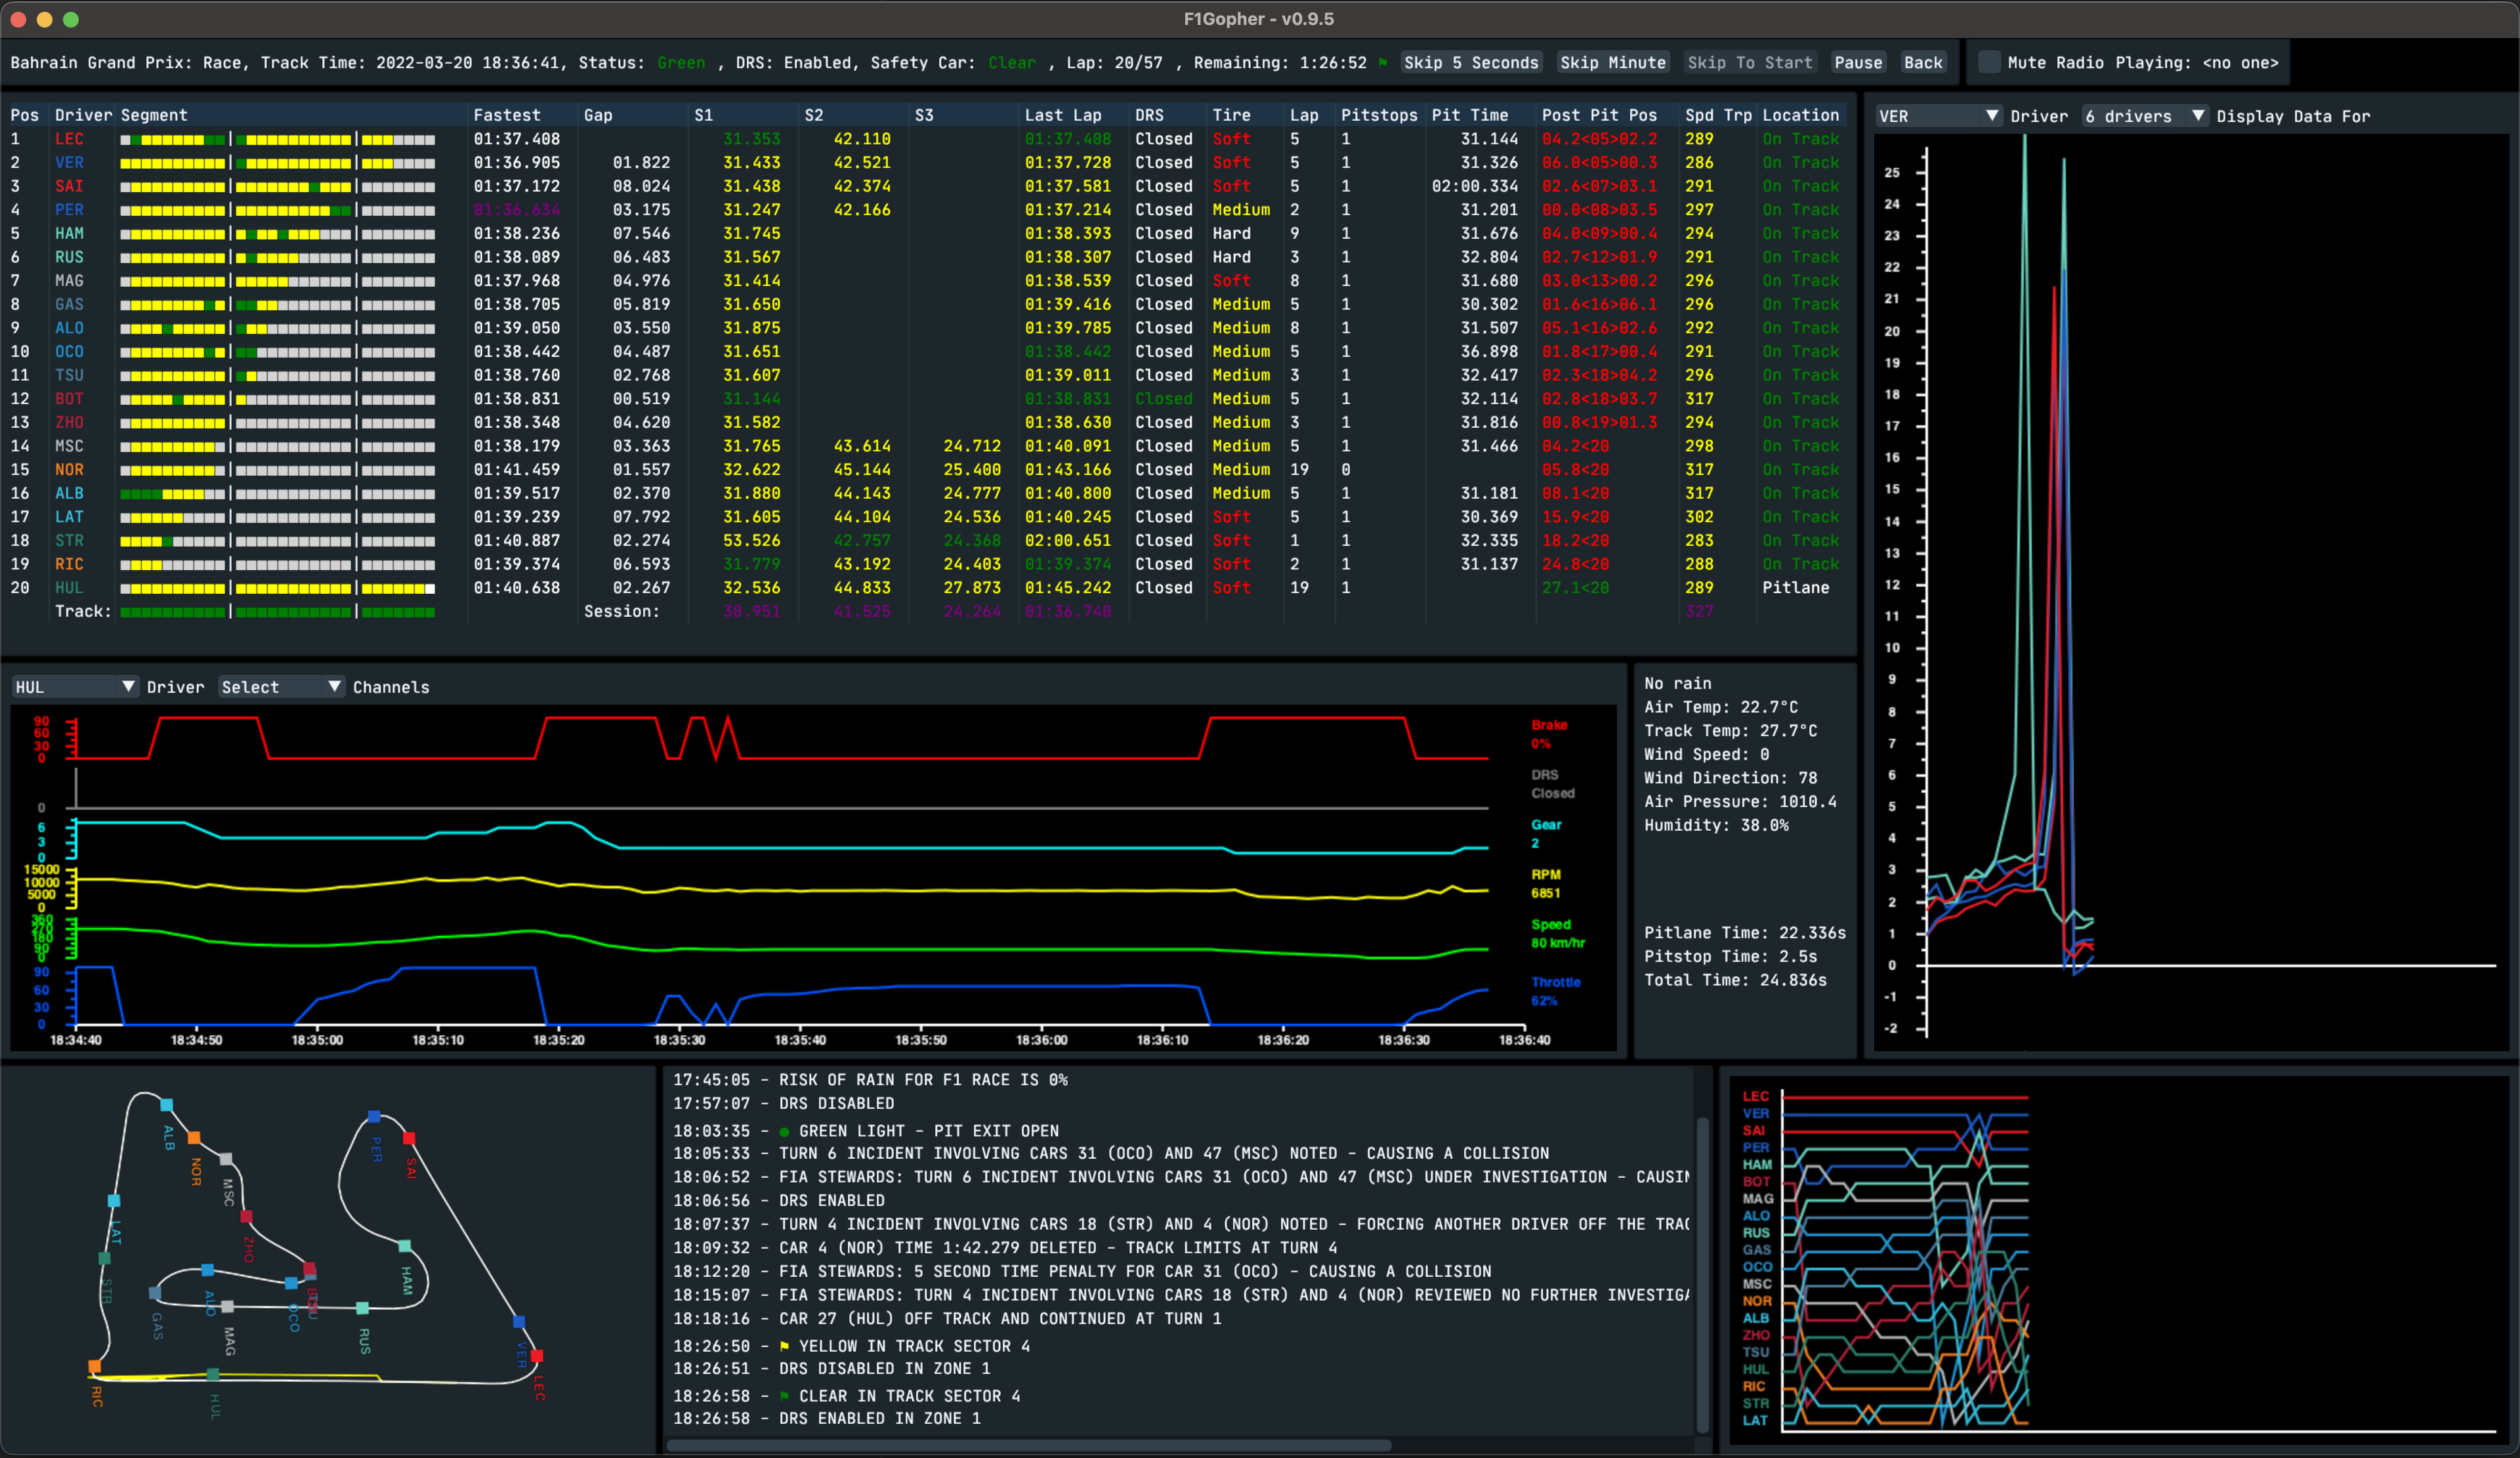 F1Gopher - v0.9.5
Bahrain Grand Prix: Race, Track Time: 2022-03-20 18:36:41, Status: Green , DRS: Enabled, Safety Car: Clear , Lap: 20/57 , Remaining: 1:26:52 Skip 5 Seconds Skip Minute Skip To Start Pause Back Mute Radio Playing: <no one>
Pos Driver Segment Fastest Gap S1 S2 S3 Last Lap DRS Tire Lap Pitstops Pit Time Post Pit Pos Spd Trp Location
1 LEC 01:37.408 31.353 42.110 01:37.408 Closed Soft 5 1 31.144 04.2<05>02.2 289 On Track
2 VER 01:36.905 01.822 31.433 42.521 01:37.728 Closed Soft 5 1 31.326 06.0<05>00.3 286 On Track
3 SAI 01:37.172 08.024 31.438 42.374 01:37.581 Closed Soft 5 1 02:00.334 02.6<07>03.1 291 On Track
4 PER 01:36.634 03.175 31.247 42.166 01:37.214 Closed Medium 2 1 31.201 00.0<08>03.5 297 On Track
5 HAM 01:38.236 07.546 31.745 01:38.393 Closed Hard 9 1 31.676 04.0<09>00.4 294 On Track
6 RUS 01:38.089 06.483 31.567 01:38.307 Closed Hard 3 1 32.804 02.7<12>01.9 291 On Track
7 MAG 01:37.968 04.976 31.414 01:38.539 Closed Soft 8 1 31.680 03.0<13>00.2 296 On Track
8 GAS 01:38.705 05.819 31.650 01:39.416 Closed Medium 5 1 30.302 01.6<16>06.1 296 On Track
9 ALO 01:39.050 03.550 31.875 01:39.785 Closed Medium 8 1 31.507 05.1<16>02.6 292 On Track
10 OCO 01:38.442 04.487 31.651 01:38.442 Closed Medium 5 1 36.898 01.8<17>00.4 291 On Track
11 TSU 01:38.760 02.768 31.607 01:39.011 Closed Medium 3 1 32.417 02.3<18>04.2 296 On Track
12 BOT 01:38.831 00.519 31.144 01:38.831 Closed Medium 5 1 32.114 02.8<18>03.7 317 On Track
13 ZHO 01:38.348 04.620 31.582 01:38.630 Closed Medium 3 1 31.816 00.8<19>01.3 294 On Track
14 MSC 01:38.179 03.363 31.765 43.614 24.712 01:40.091 Closed Medium 5 1 31.466 04.2<20 298 On Track
15 NOR 01:41.459 01.557 32.622 45.144 25.400 01:43.166 Closed Medium 19 0 05.8<20 317 On Track
16 ALB 01:39.517 02.370 31.880 44.143 24.777 01:40.800 Closed Medium 5 1 31.181 08.1<20 317 On Track
17 LAT 01:39.239 07.792 31.605 44.104 24.536 01:40.245 Closed Soft 5 1 30.369 15.9<20 302 On Track
18 STR 01:40.887 02.274 53.526 42.757 24.368 02:00.651 Closed Soft 1 1 32.335 18.2<20 283 On Track
19 RIC 01:39.374 06.593 31.779 43.192 24.403 01:39.374 Closed Soft 2 1 31.137 24.8<20 288 On Track
20 HUL 01:40.638 02.267 32.536 44.833 27.873 01:45.242 Closed Soft 19 1 27.1<20 289 Pitlane
Track: Session: 30.951 41.525 24.264 01:36.740 327
VER Driver 6 drivers Display Data For
25
24
23
22
21
20
19
18
17
16
15
14
13
12
11
10
9
8
7
6
5
4
3
2
1
0
-1
-2
HUL Driver Select Channels
90
60
30
0
Brake
0%
DRS
Closed
0
6
3
0
Gear
2
15000
10000
5000
0
RPM
6851
360
270
180
90
0
Speed
80 km/hr
90
60
30
0
Throttle
62%
18:34:40 18:34:50 18:35:00 18:35:10 18:35:20 18:35:30 18:35:40 18:35:50 18:36:00 18:36:10 18:36:20 18:36:30 18:36:40
No rain
Air Temp: 22.7°C
Track Temp: 27.7°C
Wind Speed: 0
Wind Direction: 78
Air Pressure: 1010.4
Humidity: 38.0%
Pitlane Time: 22.336s
Pitstop Time: 2.5s
Total Time: 24.836s
ALB
NOR
MSC
PER
SAI
LAT
ZHO
STR
HAM
GAS
ALO
MAG
OCO
BOT
TSU
RUS
VER
LEC
RIC
HUL
17:45:05 - RISK OF RAIN FOR F1 RACE IS 0%
17:57:07 - DRS DISABLED
18:03:35 - GREEN LIGHT - PIT EXIT OPEN
18:05:33 - TURN 6 INCIDENT INVOLVING CARS 31 (OCO) AND 47 (MSC) NOTED - CAUSING A COLLISION
18:06:52 - FIA STEWARDS: TURN 6 INCIDENT INVOLVING CARS 31 (OCO) AND 47 (MSC) UNDER INVESTIGATION - CAUSIN
18:06:56 - DRS ENABLED
18:07:37 - TURN 4 INCIDENT INVOLVING CARS 18 (STR) AND 4 (NOR) NOTED - FORCING ANOTHER DRIVER OFF THE TRAC
18:09:32 - CAR 4 (NOR) TIME 1:42.279 DELETED - TRACK LIMITS AT TURN 4
18:12:20 - FIA STEWARDS: 5 SECOND TIME PENALTY FOR CAR 31 (OCO) - CAUSING A COLLISION
18:15:07 - FIA STEWARDS: TURN 4 INCIDENT INVOLVING CARS 18 (STR) AND 4 (NOR) REVIEWED NO FURTHER INVESTIGA
18:18:16 - CAR 27 (HUL) OFF TRACK AND CONTINUED AT TURN 1
18:26:50 - YELLOW IN TRACK SECTOR 4
18:26:51 - DRS DISABLED IN ZONE 1
18:26:58 - CLEAR IN TRACK SECTOR 4
18:26:58 - DRS ENABLED IN ZONE 1
LEC
VER
SAI
PER
HAM
BOT
MAG
ALO
RUS
GAS
OCO
MSC
NOR
ALB
ZHO
TSU
HUL
RIC
STR
LAT